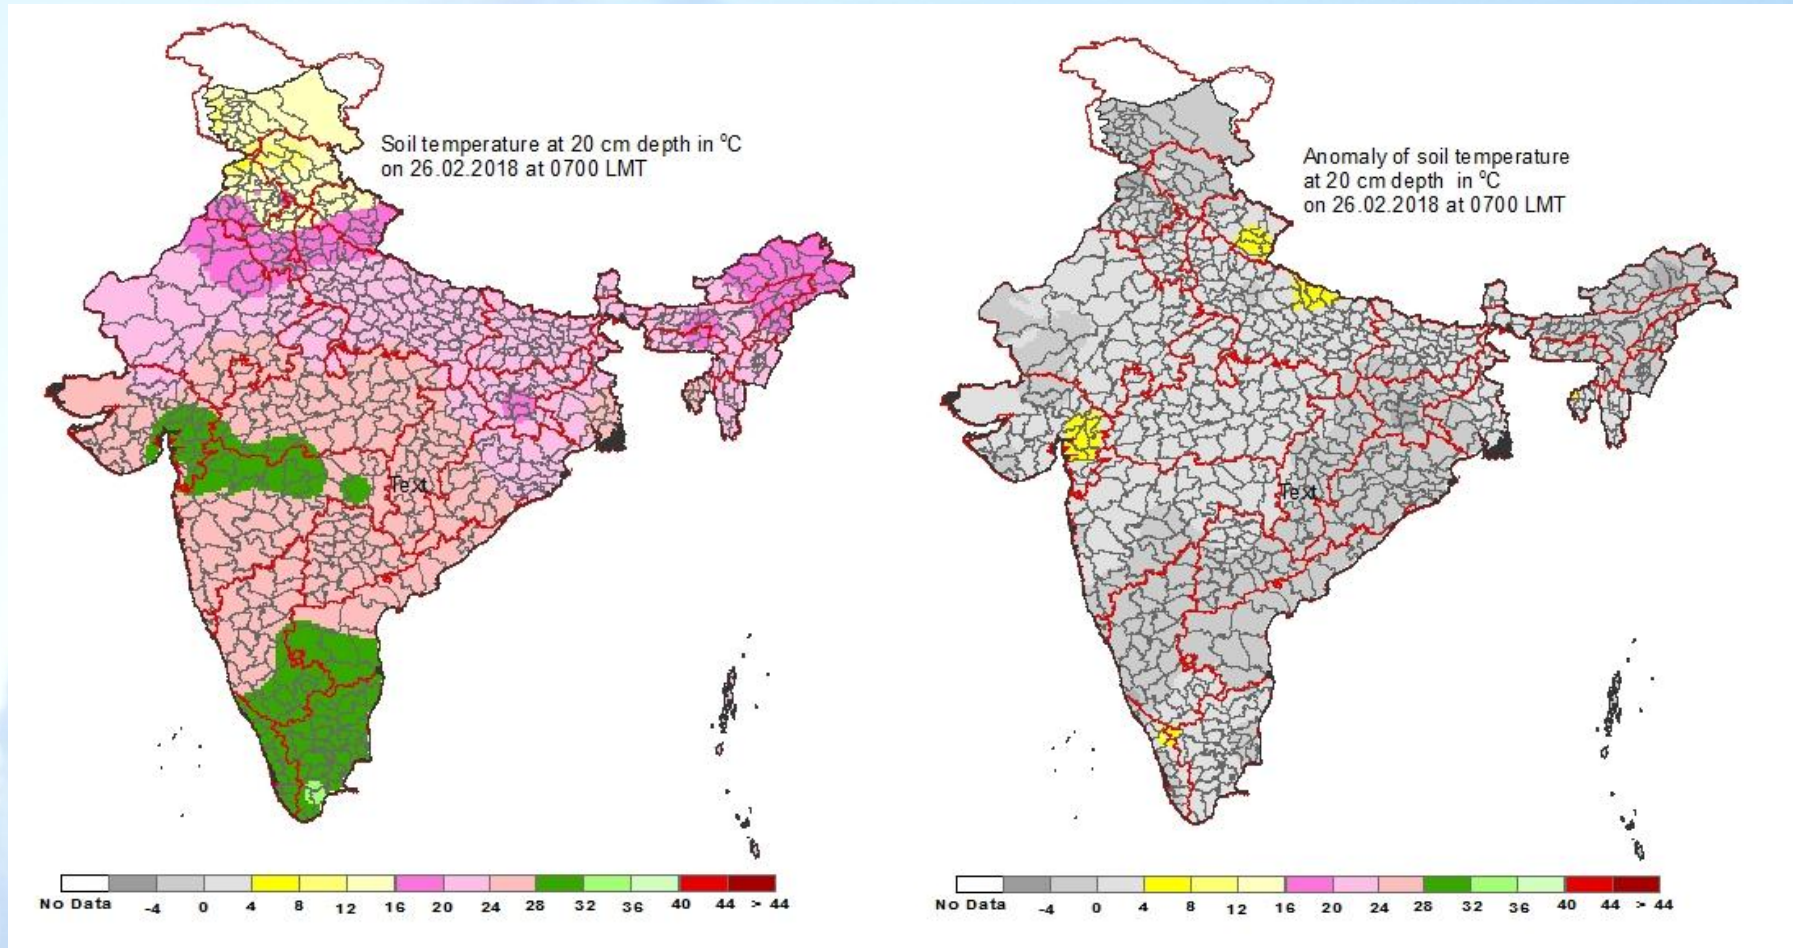 Soil temperature at 20 cm depth in °C
on 26.02.2018 at 0700 LMT
Text
No Data -4 0 4 8 12 16 20 24 28 32 36 40 44 > 44
Anomaly of soil temperature
at 20 cm depth in °C
on 26.02.2018 at 0700 LMT
Text
No Data -4 0 4 8 12 16 20 24 28 32 36 40 44 > 44